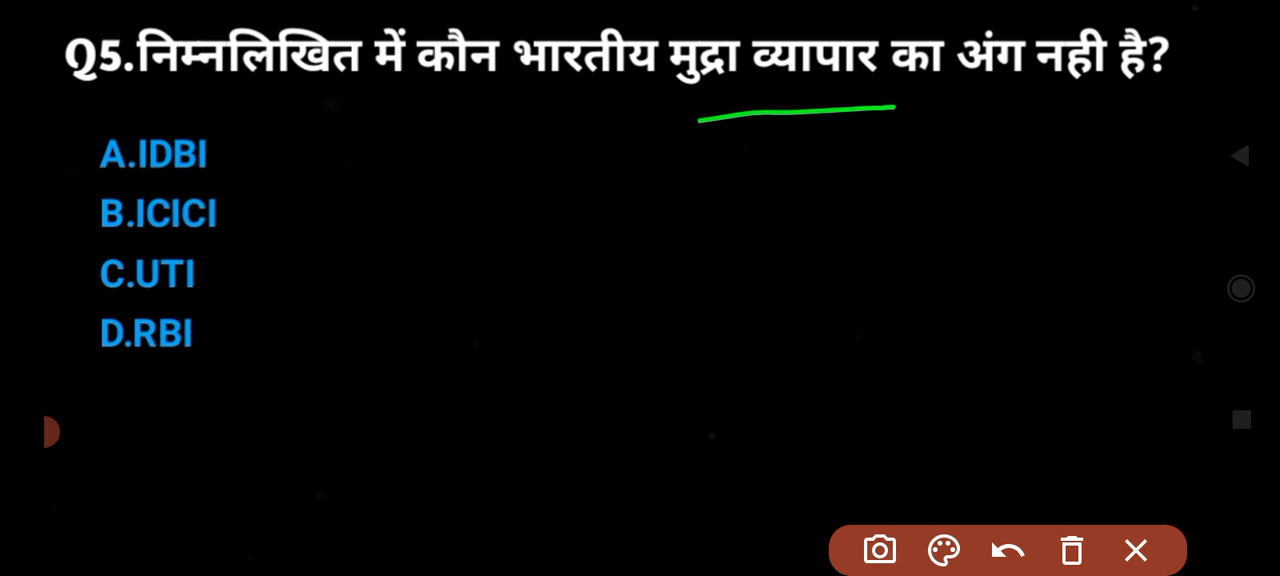 Q5.निम्नलिखित में कौन भारतीय मुद्रा व्यापार का अंग नही है?
A.IDBI
B.ICICI
C.UTI
D.RBI